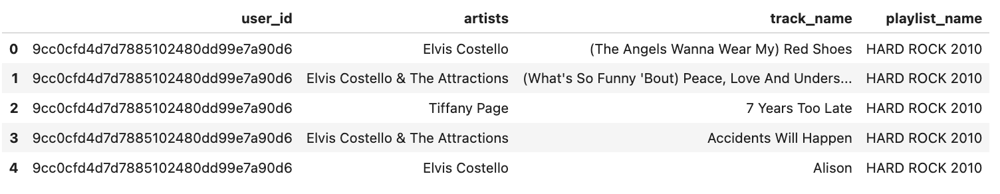 user_id artists track_name playlist_name
0 9cc0cfd4d7d7885102480dd99e7a90d6 Elvis Costello (The Angels Wanna Wear My) Red Shoes HARD ROCK 2010
1 9cc0cfd4d7d7885102480dd99e7a90d6 Elvis Costello & The Attractions (What's So Funny 'Bout) Peace, Love And Unders... HARD ROCK 2010
2 9cc0cfd4d7d7885102480dd99e7a90d6 Tiffany Page 7 Years Too Late HARD ROCK 2010
3 9cc0cfd4d7d7885102480dd99e7a90d6 Elvis Costello & The Attractions Accidents Will Happen HARD ROCK 2010
4 9cc0cfd4d7d7885102480dd99e7a90d6 Elvis Costello Alison HARD ROCK 2010